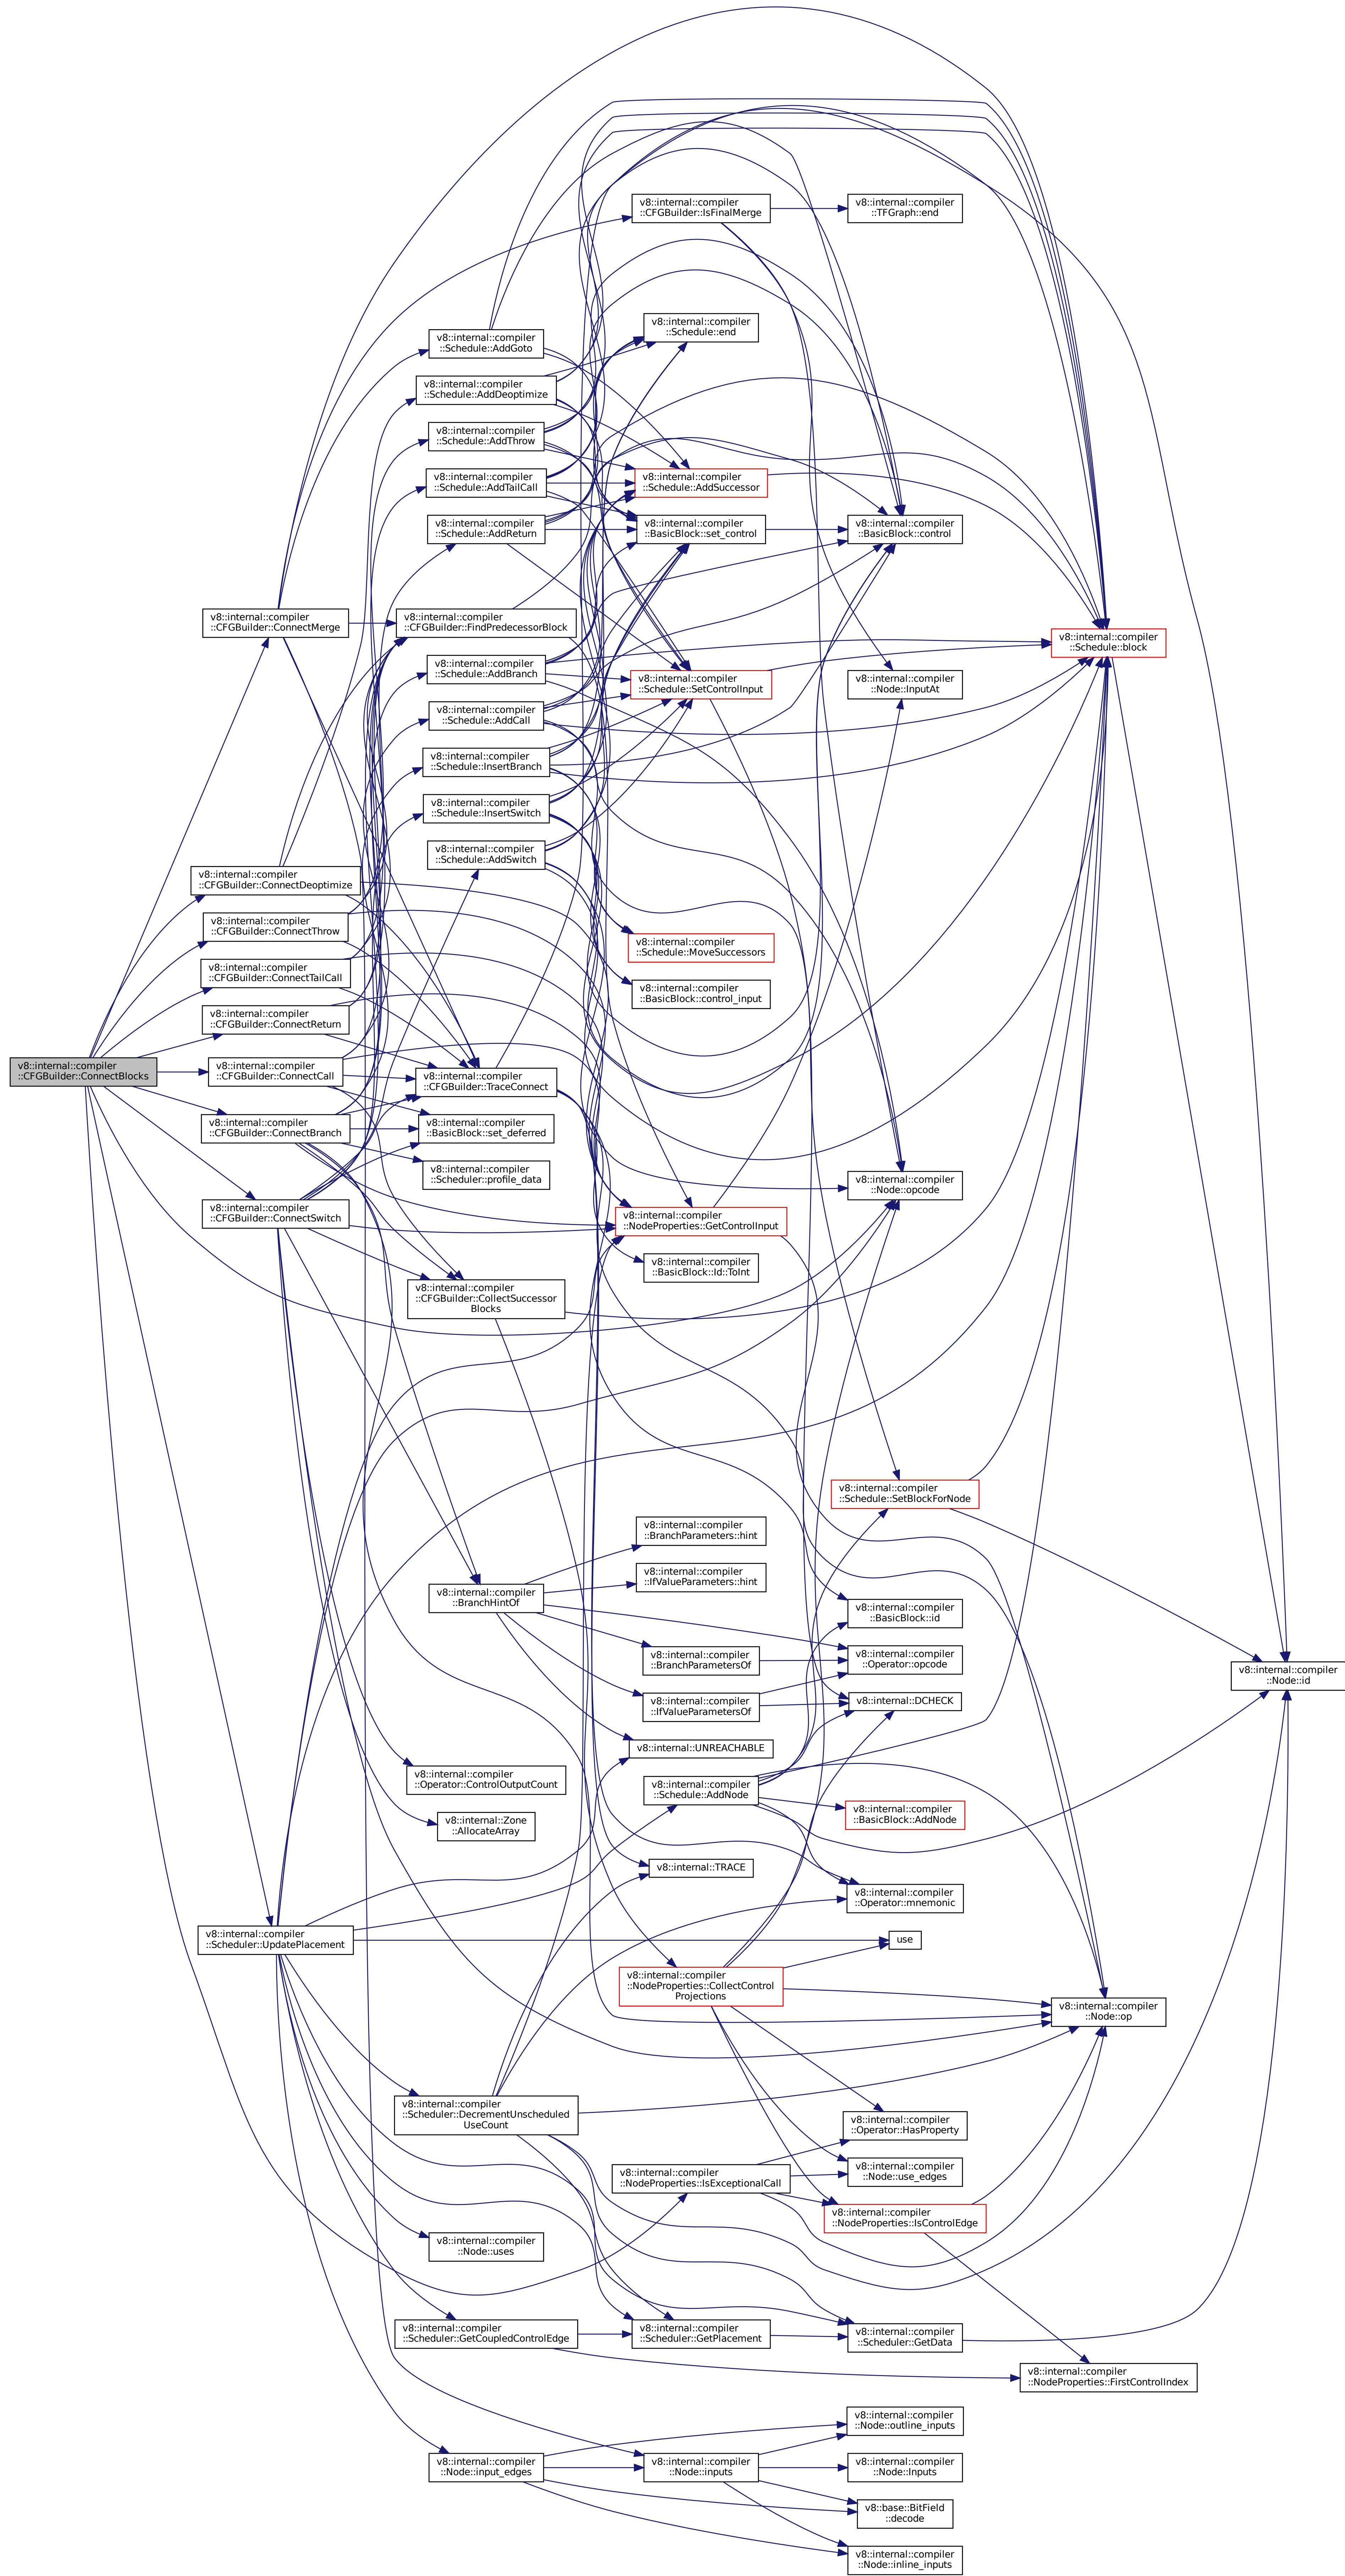 v8::internal::compiler
::CFGBuilder::ConnectBlocks
v8::internal::compiler
::CFGBuilder::ConnectMerge
v8::internal::compiler
::CFGBuilder::ConnectDeoptimize
v8::internal::compiler
::CFGBuilder::ConnectThrow
v8::internal::compiler
::CFGBuilder::ConnectTailCall
v8::internal::compiler
::CFGBuilder::ConnectReturn
v8::internal::compiler
::CFGBuilder::ConnectCall
v8::internal::compiler
::CFGBuilder::ConnectBranch
v8::internal::compiler
::CFGBuilder::ConnectSwitch
v8::internal::compiler
::Scheduler::UpdatePlacement
v8::internal::compiler
::Schedule::AddGoto
v8::internal::compiler
::Schedule::AddDeoptimize
v8::internal::compiler
::Schedule::AddThrow
v8::internal::compiler
::Schedule::AddTailCall
v8::internal::compiler
::Schedule::AddReturn
v8::internal::compiler
::CFGBuilder::FindPredecessorBlock
v8::internal::compiler
::Schedule::AddBranch
v8::internal::compiler
::Schedule::AddCall
v8::internal::compiler
::Schedule::InsertBranch
v8::internal::compiler
::Schedule::InsertSwitch
v8::internal::compiler
::Schedule::AddSwitch
v8::internal::compiler
::CFGBuilder::TraceConnect
v8::internal::compiler
::BasicBlock::set_deferred
v8::internal::compiler
::Scheduler::profile_data
v8::internal::compiler
::CFGBuilder::CollectSuccessor
Blocks
v8::internal::compiler
::BranchHintOf
v8::internal::compiler
::Operator::ControlOutputCount
v8::internal::Zone
::AllocateArray
v8::internal::compiler
::Scheduler::DecrementUnscheduled
UseCount
v8::internal::compiler
::Node::uses
v8::internal::compiler
::Scheduler::GetCoupledControlEdge
v8::internal::compiler
::Node::input_edges
v8::internal::compiler
::CFGBuilder::IsFinalMerge
v8::internal::compiler
::Schedule::end
v8::internal::compiler
::Schedule::AddSuccessor
v8::internal::compiler
::BasicBlock::set_control
v8::internal::compiler
::Schedule::SetControlInput
v8::internal::compiler
::Schedule::MoveSuccessors
v8::internal::compiler
::BasicBlock::control_input
v8::internal::compiler
::NodeProperties::GetControlInput
v8::internal::compiler
::BasicBlock::Id::ToInt
v8::internal::compiler
::BranchParameters::hint
v8::internal::compiler
::IfValueParameters::hint
v8::internal::compiler
::BranchParametersOf
v8::internal::compiler
::IfValueParametersOf
v8::internal::UNREACHABLE
v8::internal::compiler
::Schedule::AddNode
v8::internal::TRACE
v8::internal::compiler
::NodeProperties::CollectControl
Projections
v8::internal::compiler
::NodeProperties::IsExceptionalCall
v8::internal::compiler
::Scheduler::GetPlacement
v8::internal::compiler
::Node::inputs
v8::internal::compiler
::TFGraph::end
v8::internal::compiler
::BasicBlock::control
v8::internal::compiler
::Node::InputAt
v8::internal::compiler
::Node::opcode
v8::internal::compiler
::Schedule::SetBlockForNode
v8::internal::compiler
::BasicBlock::id
v8::internal::compiler
::Operator::opcode
v8::internal::DCHECK
v8::internal::compiler
::BasicBlock::AddNode
v8::internal::compiler
::Operator::mnemonic
use
v8::internal::compiler
::Operator::HasProperty
v8::internal::compiler
::Node::use_edges
v8::internal::compiler
::NodeProperties::IsControlEdge
v8::internal::compiler
::Scheduler::GetData
v8::internal::compiler
::Node::outline_inputs
v8::internal::compiler
::Node::Inputs
v8::base::BitField
::decode
v8::internal::compiler
::Node::inline_inputs
v8::internal::compiler
::Schedule::block
v8::internal::compiler
::Node::op
v8::internal::compiler
::NodeProperties::FirstControlIndex
v8::internal::compiler
::Node::id